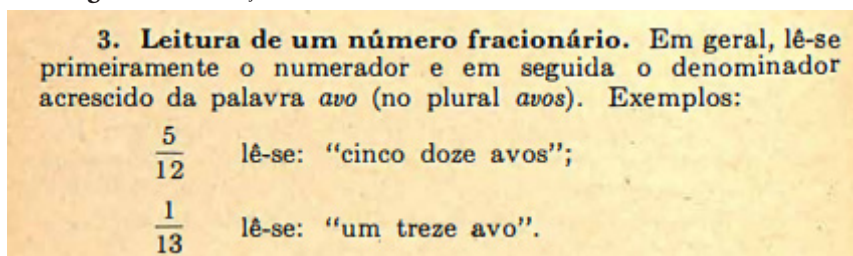 3. Leitura de um número fracionário. Em geral, lê-se
primeiramente o numerador e em seguida o denominador
acrescido da palavra avo (no plural avos). Exemplos:
5/12 lê-se: “cinco doze avos”;
1/13 lê-se: “um treze avo”.